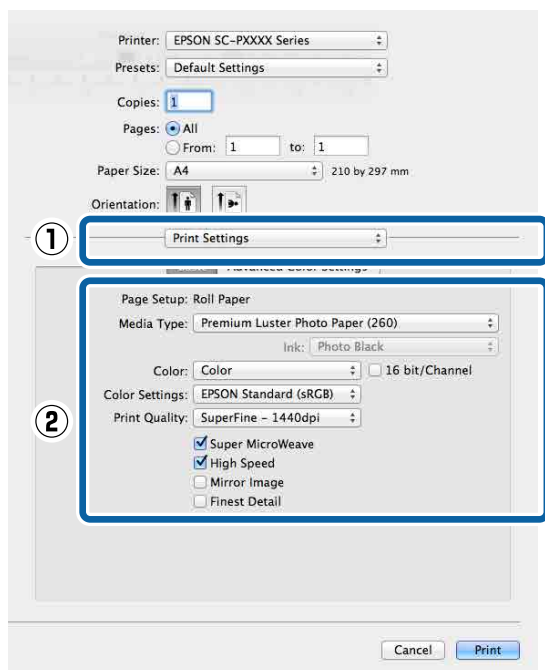 Printer: EPSON SC-PXXXX Series
Presets: Default Settings
Copies: 1
Pages: All
From: 1 to: 1
Paper Size: A4 210 by 297 mm
Orientation:
① Print Settings
Advanced Color Settings
Page Setup: Roll Paper
Media Type: Premium Luster Photo Paper (260)
Ink: Photo Black
Color: Color 16 bit/Channel
Color Settings: EPSON Standard (sRGB)
② Print Quality: SuperFine - 1440dpi
Super MicroWeave
High Speed
Mirror Image
Finest Detail
Cancel Print